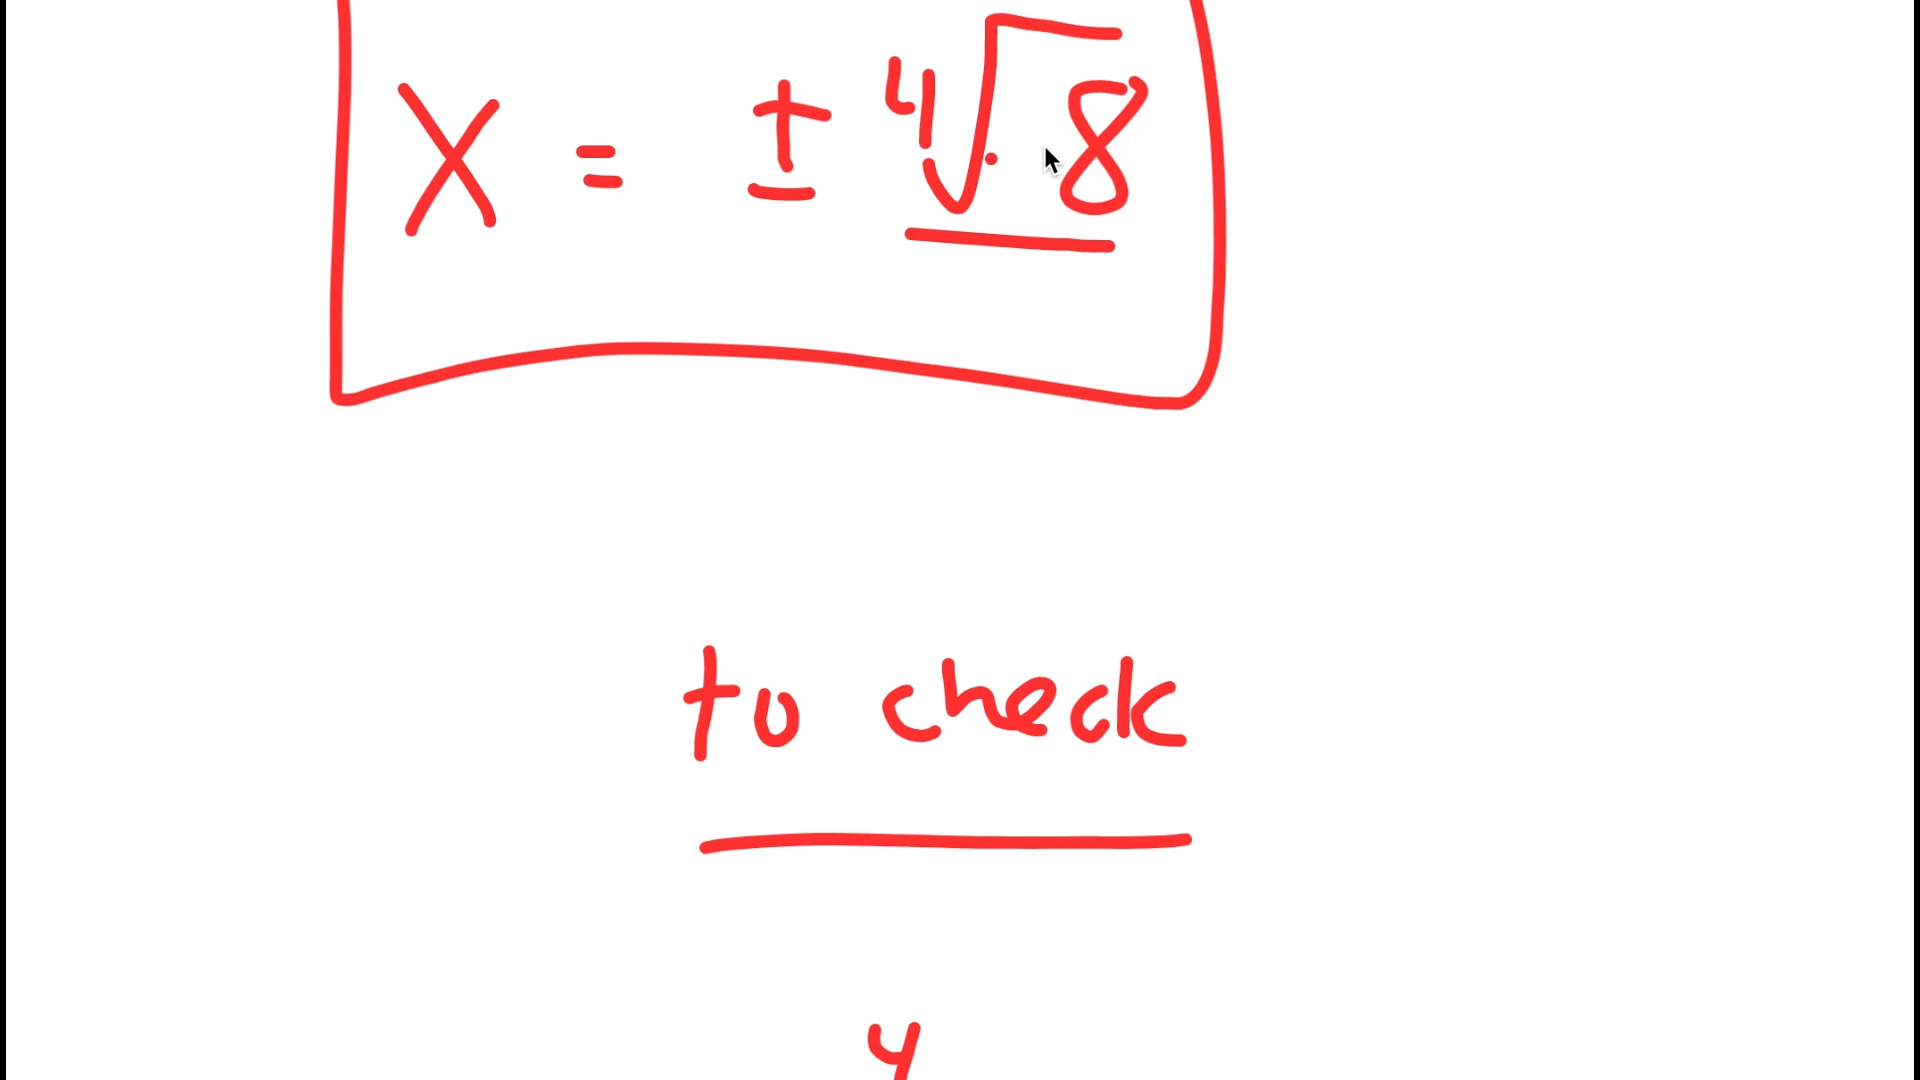 X = ± ⁴√8
to check
4